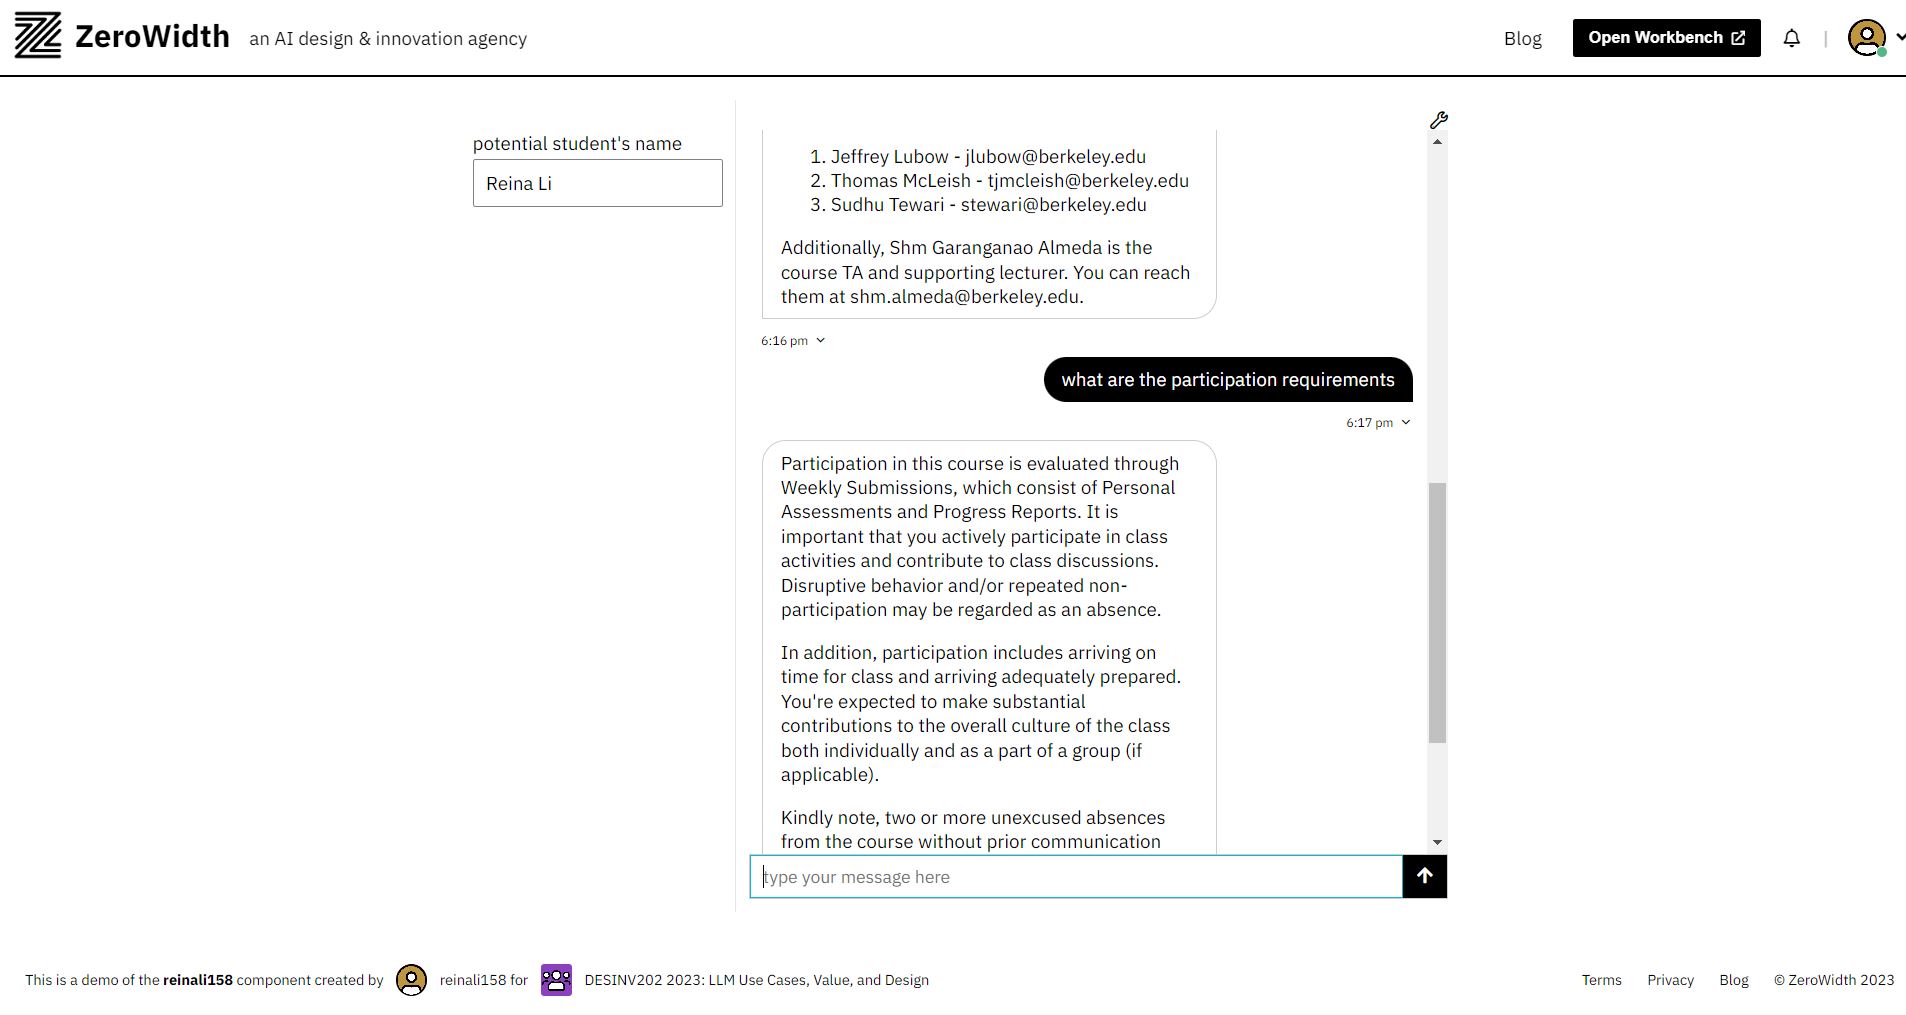 ZeroWidth an AI design & innovation agency
Blog
Open Workbench
|
potential student's name
Reina Li
1. Jeffrey Lubow - jlubow@berkeley.edu
2. Thomas McLeish - tjmcleish@berkeley.edu
3. Sudhu Tewari - stewari@berkeley.edu
Additionally, Shm Garanganao Almeda is the
course TA and supporting lecturer. You can reach
them at shm.almeda@berkeley.edu.
6:16 pm
what are the participation requirements
6:17 pm
Participation in this course is evaluated through
Weekly Submissions, which consist of Personal
Assessments and Progress Reports. It is
important that you actively participate in class
activities and contribute to class discussions.
Disruptive behavior and/or repeated non-
participation may be regarded as an absence.
In addition, participation includes arriving on
time for class and arriving adequately prepared.
You're expected to make substantial
contributions to the overall culture of the class
both individually and as a part of a group (if
applicable).
Kindly note, two or more unexcused absences
from the course without prior communication
type your message here
This is a demo of the reinali158 component created by reinali158 for DESINV202 2023: LLM Use Cases, Value, and Design
Terms Privacy Blog © ZeroWidth 2023